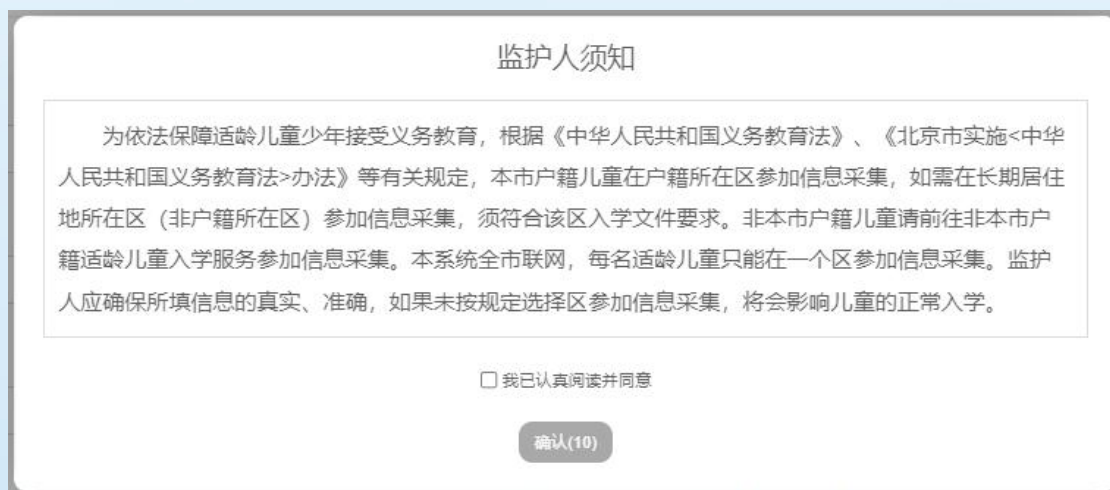 监护人须知
为依法保障适龄儿童少年接受义务教育，根据《中华人民共和国义务教育法》、《北京市实施<中华
人民共和国义务教育法>办法》等有关规定，本市户籍儿童在户籍所在区参加信息采集，如需在长期居住
地所在区（非户籍所在区）参加信息采集，须符合该区入学文件要求。非本市户籍儿童请前往非本市户
籍适龄儿童入学服务参加信息采集。本系统全市联网，每名适龄儿童只能在一个区参加信息采集。监护
人应确保所填信息的真实、准确，如果未按规定选择区参加信息采集，将会影响儿童的正常入学。
我已认真阅读并同意
确认(10)